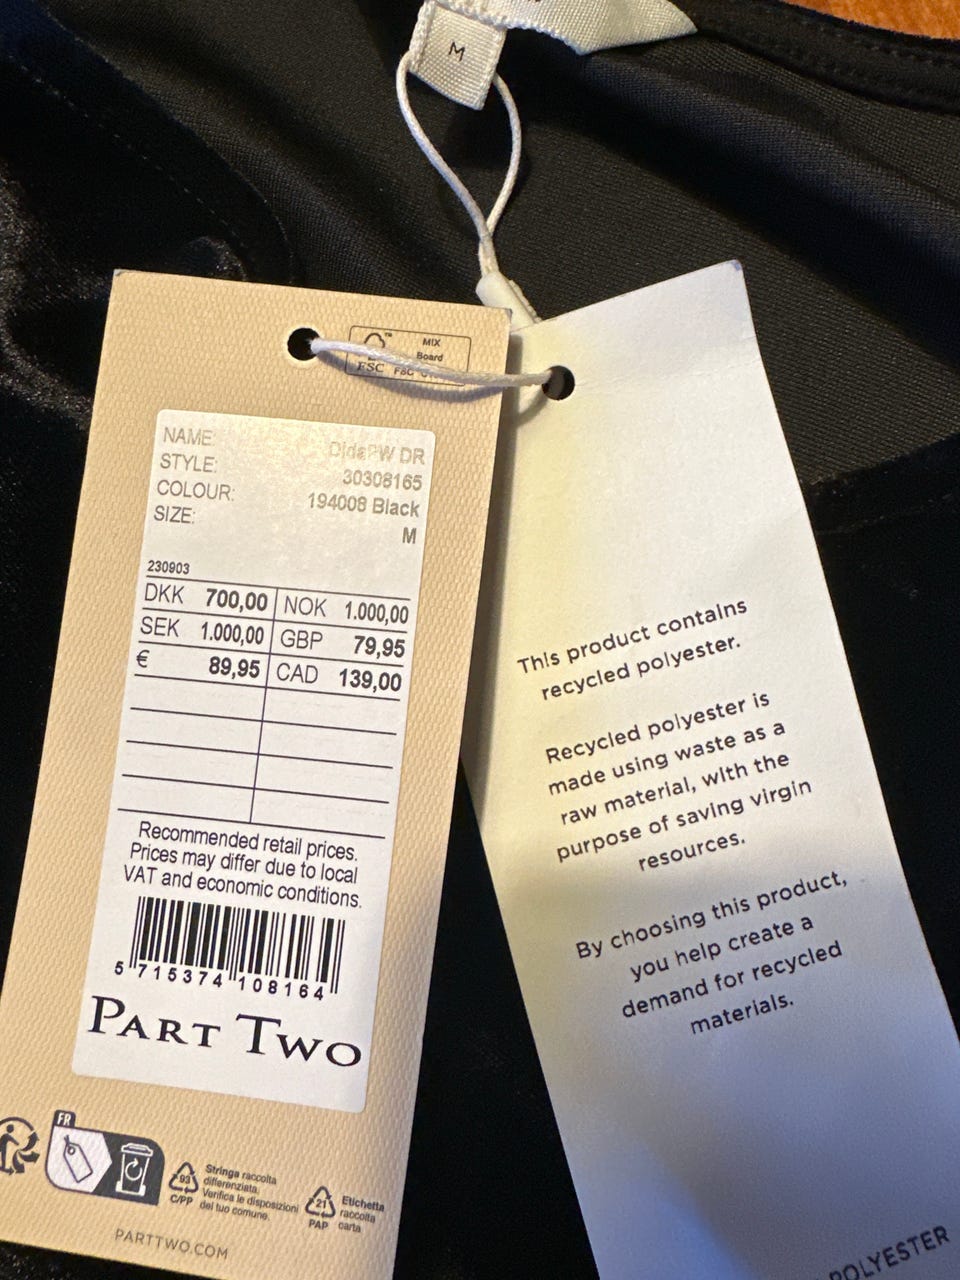 M
MIX
Board
FSC
NAME: DidaPW DR
STYLE: 30308165
COLOUR: 194008 Black
SIZE: M
230903
DKK 700,00 NOK 1.000,00
SEK 1.000,00 GBP 79,95
€ 89,95 CAD 139,00
Recommended retail prices.
Prices may differ due to local
VAT and economic conditions.
5 715374 108164
PART TWO
FR
93
C/PP
Stringa raccolta
differenziata.
Verifica le disposizioni
del tuo comune.
21
PAP
Etichetta
raccolta
carta
PARTTWO.COM
This product contains
recycled polyester.
Recycled polyester is
made using waste as a
raw material, with the
purpose of saving virgin
resources.
By choosing this product,
you help create a
demand for recycled
materials.
POLYESTER